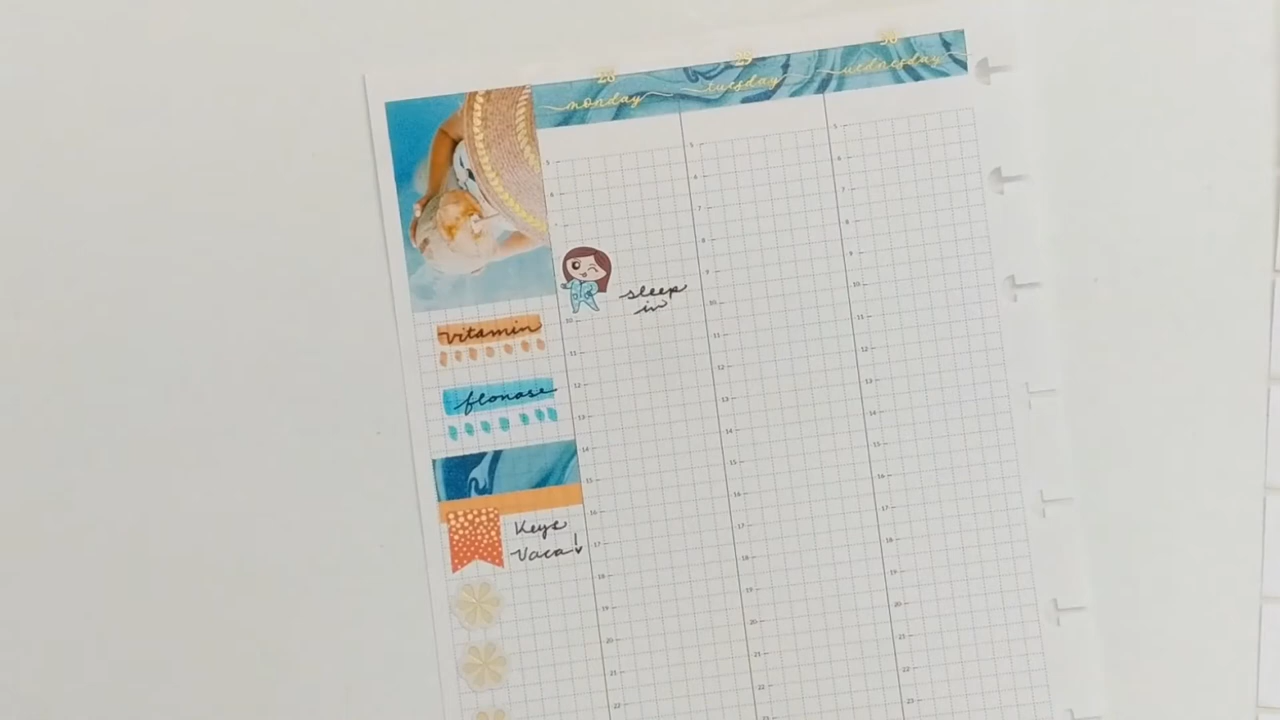 28 29 30
monday tuesday wednesday
sleep
in
vitamin
flonase
Keys
Vaca!